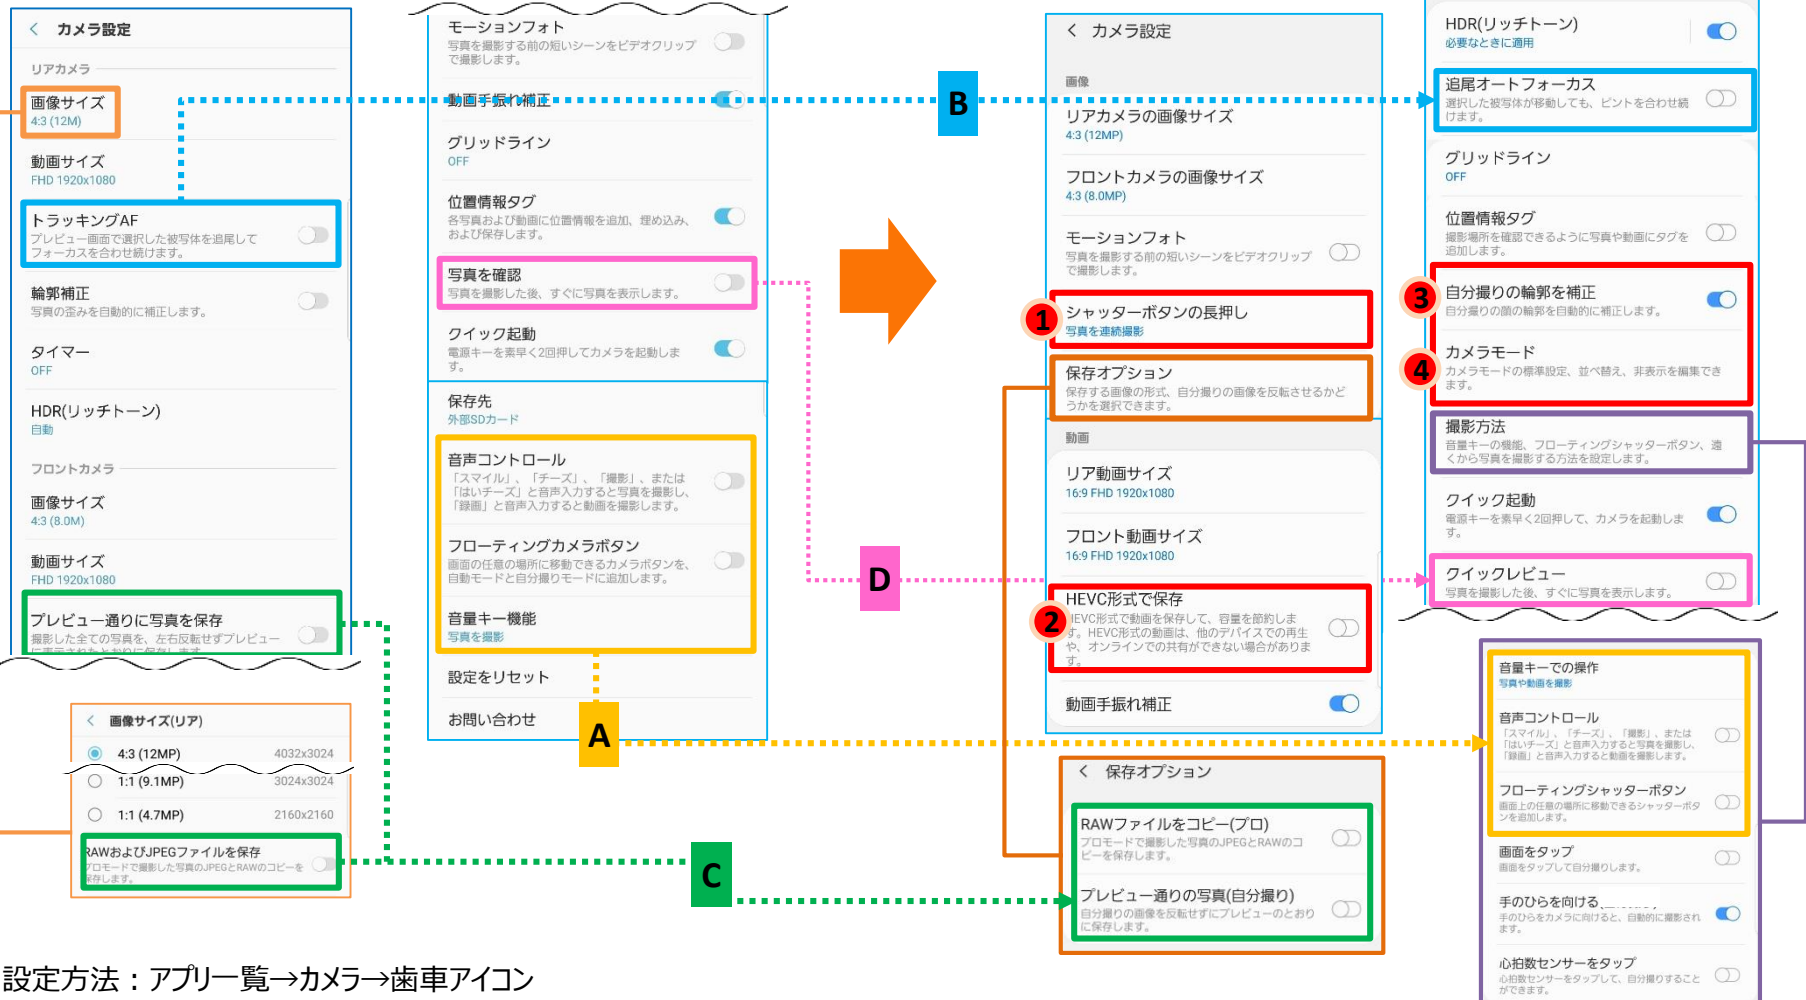 カメラ設定
リアカメラ
画像サイズ
4:3 (12M)
動画サイズ
FHD 1920x1080
トラッキングAF
プレビュー画面で選択した被写体を追尾して
フォーカスを合わせ続けます。
輪郭補正
写真の歪みを自動的に補正します。
タイマー
OFF
HDR(リッチトーン)
自動
フロントカメラ
画像サイズ
4:3 (8.0M)
動画サイズ
FHD 1920x1080
プレビュー通りに写真を保存
撮影した全ての写真を、左右反転せずプレビュー
に表示されたとおりに保存します。
画像サイズ(リア)
4:3 (12MP) 4032x3024
1:1 (9.1MP) 3024x3024
1:1 (4.7MP) 2160x2160
RAWおよびJPEGファイルを保存
プロモードで撮影した写真のJPEGとRAWのコピーを
保存します。
モーションフォト
写真を撮影する前の短いシーンをビデオクリップ
で撮影します。
動画手振れ補正
グリッドライン
OFF
位置情報タグ
各写真および動画に位置情報を追加、埋め込み、
および保存します。
写真を確認
写真を撮影した後、すぐに写真を表示します。
クイック起動
電源キーを素早く2回押してカメラを起動しま
す。
保存先
外部SDカード
音声コントロール
「スマイル」、「チーズ」、「撮影」、または
「はいチーズ」と音声入力すると写真を撮影し、
「録画」と音声入力すると動画を撮影します。
フローティングカメラボタン
画面の任意の場所に移動できるカメラボタンを、
自動モードと自分撮りモードに追加します。
音量キー機能
写真を撮影
設定をリセット
お問い合わせ
A
B
C
D
カメラ設定
画像
リアカメラの画像サイズ
4:3 (12MP)
フロントカメラの画像サイズ
4:3 (8.0MP)
モーションフォト
写真を撮影する前の短いシーンをビデオクリップ
で撮影します。
1
シャッターボタンの長押し
写真を連続撮影
保存オプション
保存する画像の形式、自分撮りの画像を反転させるかど
うかを選択できます。
動画
リア動画サイズ
16:9 FHD 1920x1080
フロント動画サイズ
16:9 FHD 1920x1080
2
HEVC形式で保存
HEVC形式で動画を保存して、容量を節約しま
す。HEVC形式の動画は、他のデバイスでの再生
や、オンラインでの共有ができない場合がありま
す。
動画手振れ補正
保存オプション
RAWファイルをコピー(プロ)
プロモードで撮影した写真のJPEGとRAWのコ
ピーを保存します。
プレビュー通りの写真(自分撮り)
自分撮りの画像を反転せずにプレビューのとおり
に保存します。
HDR(リッチトーン)
必要なときに適用
追尾オートフォーカス
選択した被写体が移動しても、ピントを合わせ続
けます。
グリッドライン
OFF
位置情報タグ
撮影場所を確認できるように写真や動画にタグを
追加します。
3
自分撮りの輪郭を補正
自分撮りの顔の輪郭を自動的に補正します。
4
カメラモード
カメラモードの標準設定、並べ替え、非表示を編集でき
ます。
撮影方法
音量キーの機能、フローティングシャッターボタン、遠
くから写真を撮影する方法を設定します。
クイック起動
電源キーを素早く2回押して、カメラを起動しま
す。
クイックレビュー
写真を撮影した後、すぐに写真を表示します。
音量キーでの操作
写真や動画を撮影
音声コントロール
「スマイル」、「チーズ」、「撮影」、または
「はいチーズ」と音声入力すると写真を撮影し、
「録画」と音声入力すると動画を撮影します。
フローティングシャッターボタン
画面上の任意の場所に移動できるシャッターボタ
ンを追加します。
画面をタップ
画面をタップして自分撮りします。
手のひらを向ける
手のひらをカメラに向けると、自動的に撮影され
ます。
心拍数センサーをタップ
心拍数センサーをタップして、自分撮りすること
ができます。
設定方法：アプリ一覧→カメラ→歯車アイコン